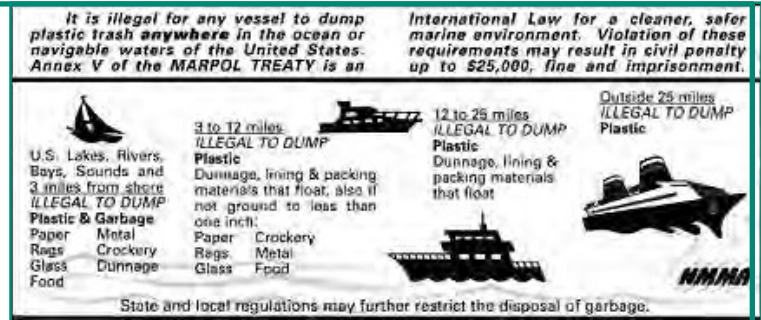 It is illegal for any vessel to dump
plastic trash anywhere in the ocean or
navigable waters of the United States.
Annex V of the MARPOL TREATY is an
International Law for a cleaner, safer
marine environment. Violation of these
requirements may result in civil penalty
up to $25,000, fine and imprisonment.
U.S. Lakes, Rivers,
Bays, Sounds and
3 miles from shore
ILLEGAL TO DUMP
Plastic & Garbage
Paper Metal
Rags Crockery
Glass Dunnage
Food
3 to 12 miles
ILLEGAL TO DUMP
Plastic
Dunnage, lining & packing
materials that float, also if
not ground to less than
one inch:
Paper Crockery
Rags Metal
Glass Food
12 to 25 miles
ILLEGAL TO DUMP
Plastic
Dunnage, lining &
packing materials
that float
Outside 25 miles
ILLEGAL TO DUMP
Plastic
NMMA
State and local regulations may further restrict the disposal of garbage.